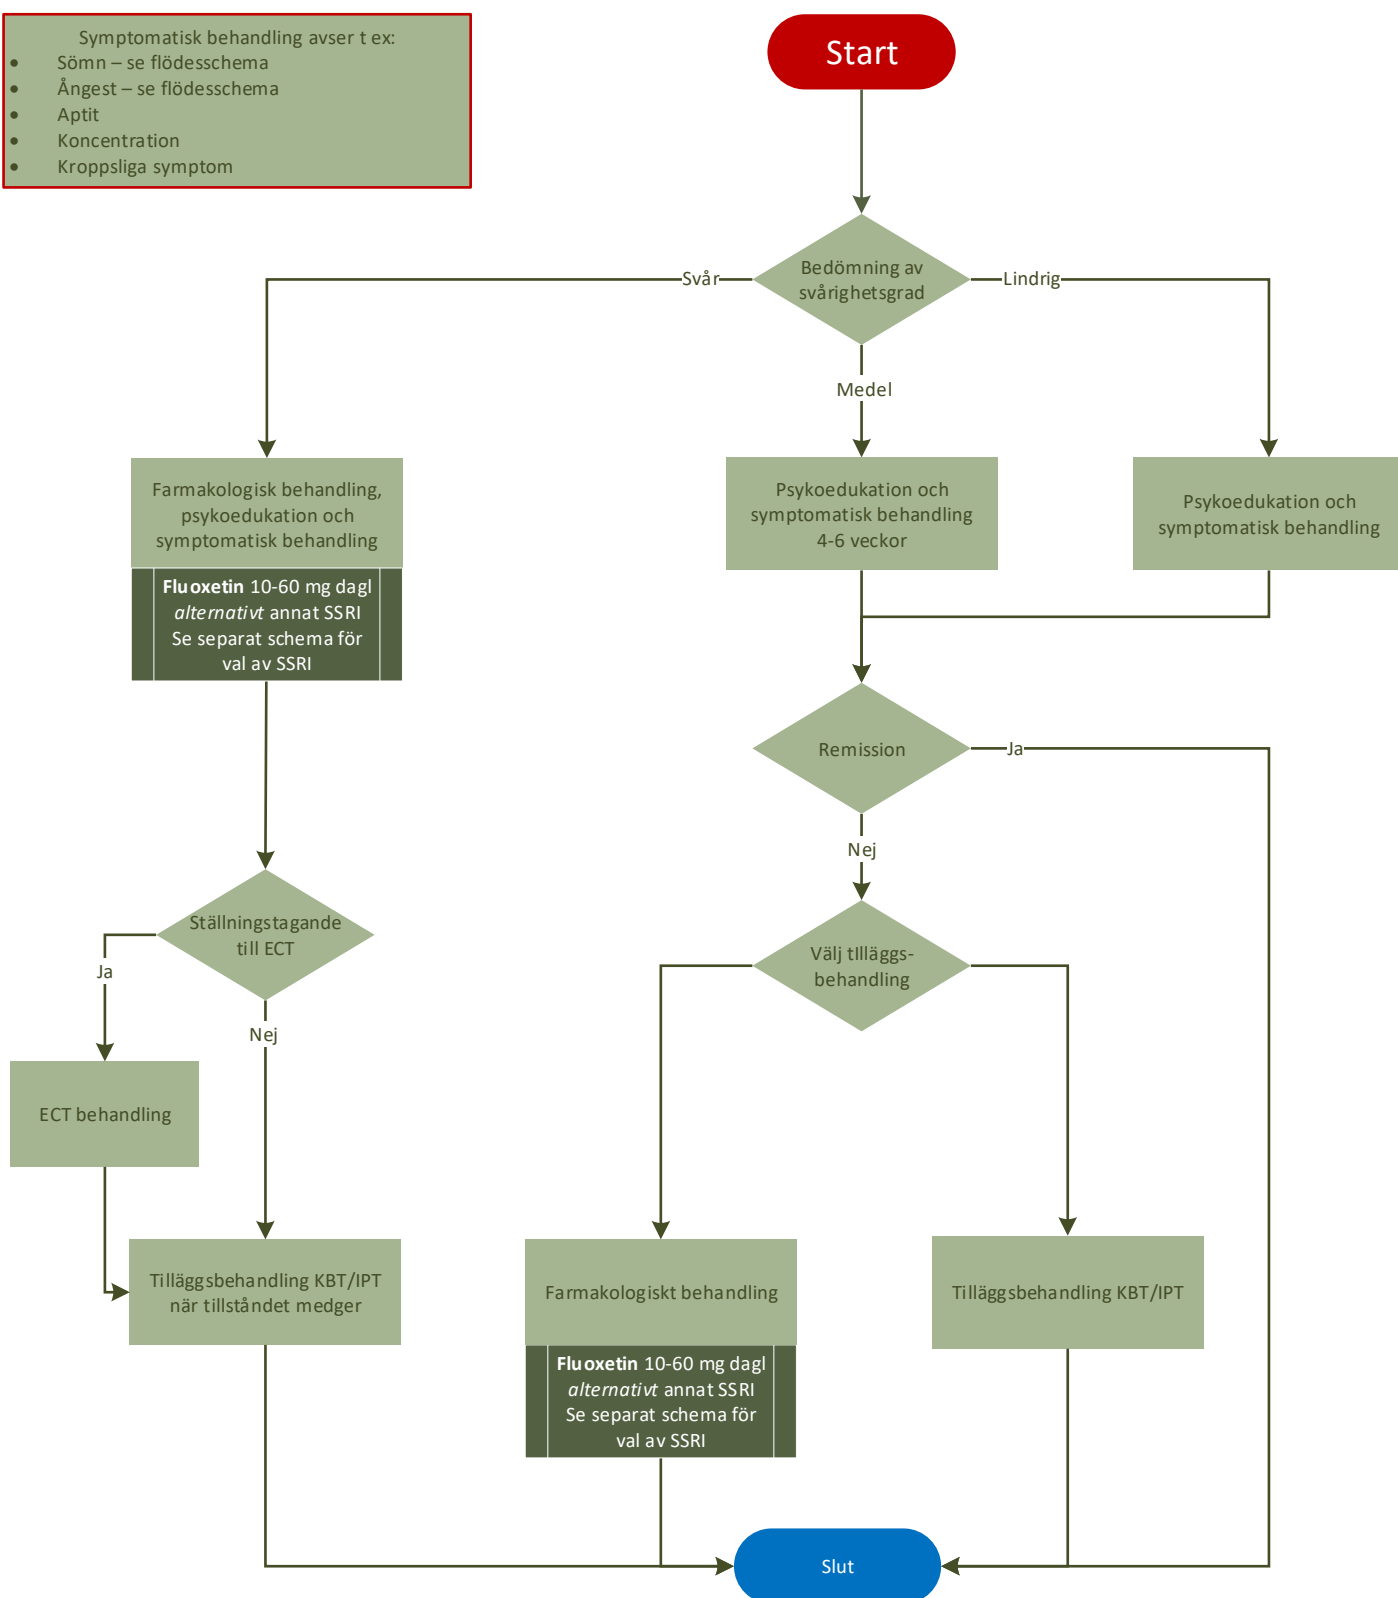 Symptomatisk behandling avser t ex:
• Sömn – se flödesschema
• Ångest – se flödesschema
• Aptit
• Koncentration
• Kroppsliga symptom
Start
Bedömning av
svårighetsgrad
Svår
Lindrig
Medel
Farmakologisk behandling,
psykoedukation och
symptomatisk behandling
Fluoxetin 10-60 mg dagl
alternativt annat SSRI
Se separat schema för
val av SSRI
Psykoedukation och
symptomatisk behandling
4-6 veckor
Psykoedukation och
symptomatisk behandling
Remission
Ja
Nej
Ställningstagande
till ECT
Ja
Nej
Välj tIlläggs-
behandling
ECT behandling
Tilläggsbehandling KBT/IPT
när tillståndet medger
Farmakologiskt behandling
Fluoxetin 10-60 mg dagl
alternativt annat SSRI
Se separat schema för
val av SSRI
Tilläggsbehandling KBT/IPT
Slut